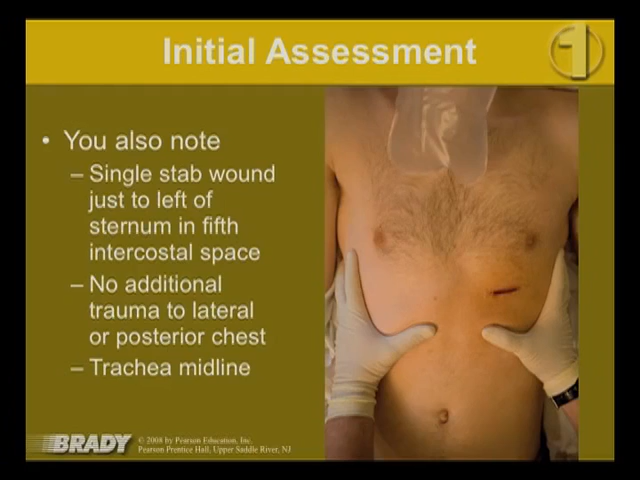 Initial Assessment
1
• You also note
– Single stab wound
just to left of
sternum in fifth
intercostal space
– No additional
trauma to lateral
or posterior chest
– Trachea midline
BRADY
© 2008 by Pearson Education, Inc.
Pearson Prentice Hall, Upper Saddle River, NJ